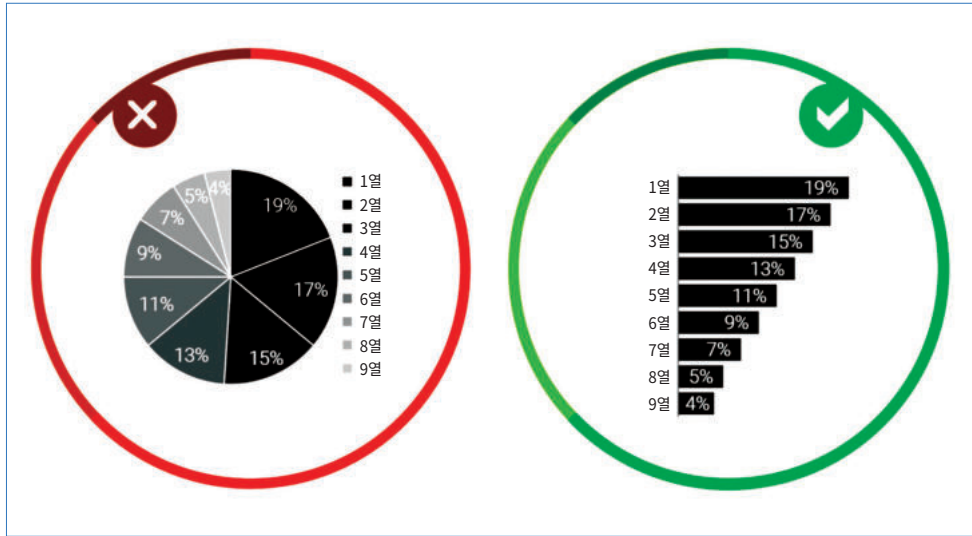 19%
17%
15%
13%
11%
9%
7%
5%
4%
1열
2열
3열
4열
5열
6열
7열
8열
9열
1열 19%
2열 17%
3열 15%
4열 13%
5열 11%
6열 9%
7열 7%
8열 5%
9열 4%